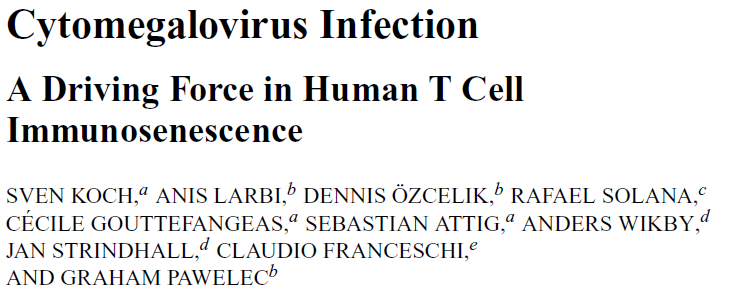 Cytomegalovirus Infection
A Driving Force in Human T Cell
Immunosenescence
SVEN KOCH,a ANIS LARBI,b DENNIS ÖZCELIK,b RAFAEL SOLANA,c
CÉCILE GOUTTEFANGEAS,a SEBASTIAN ATTIG,a ANDERS WIKBY,d
JAN STRINDHALL,d CLAUDIO FRANCESCHI,e
AND GRAHAM PAWELECb